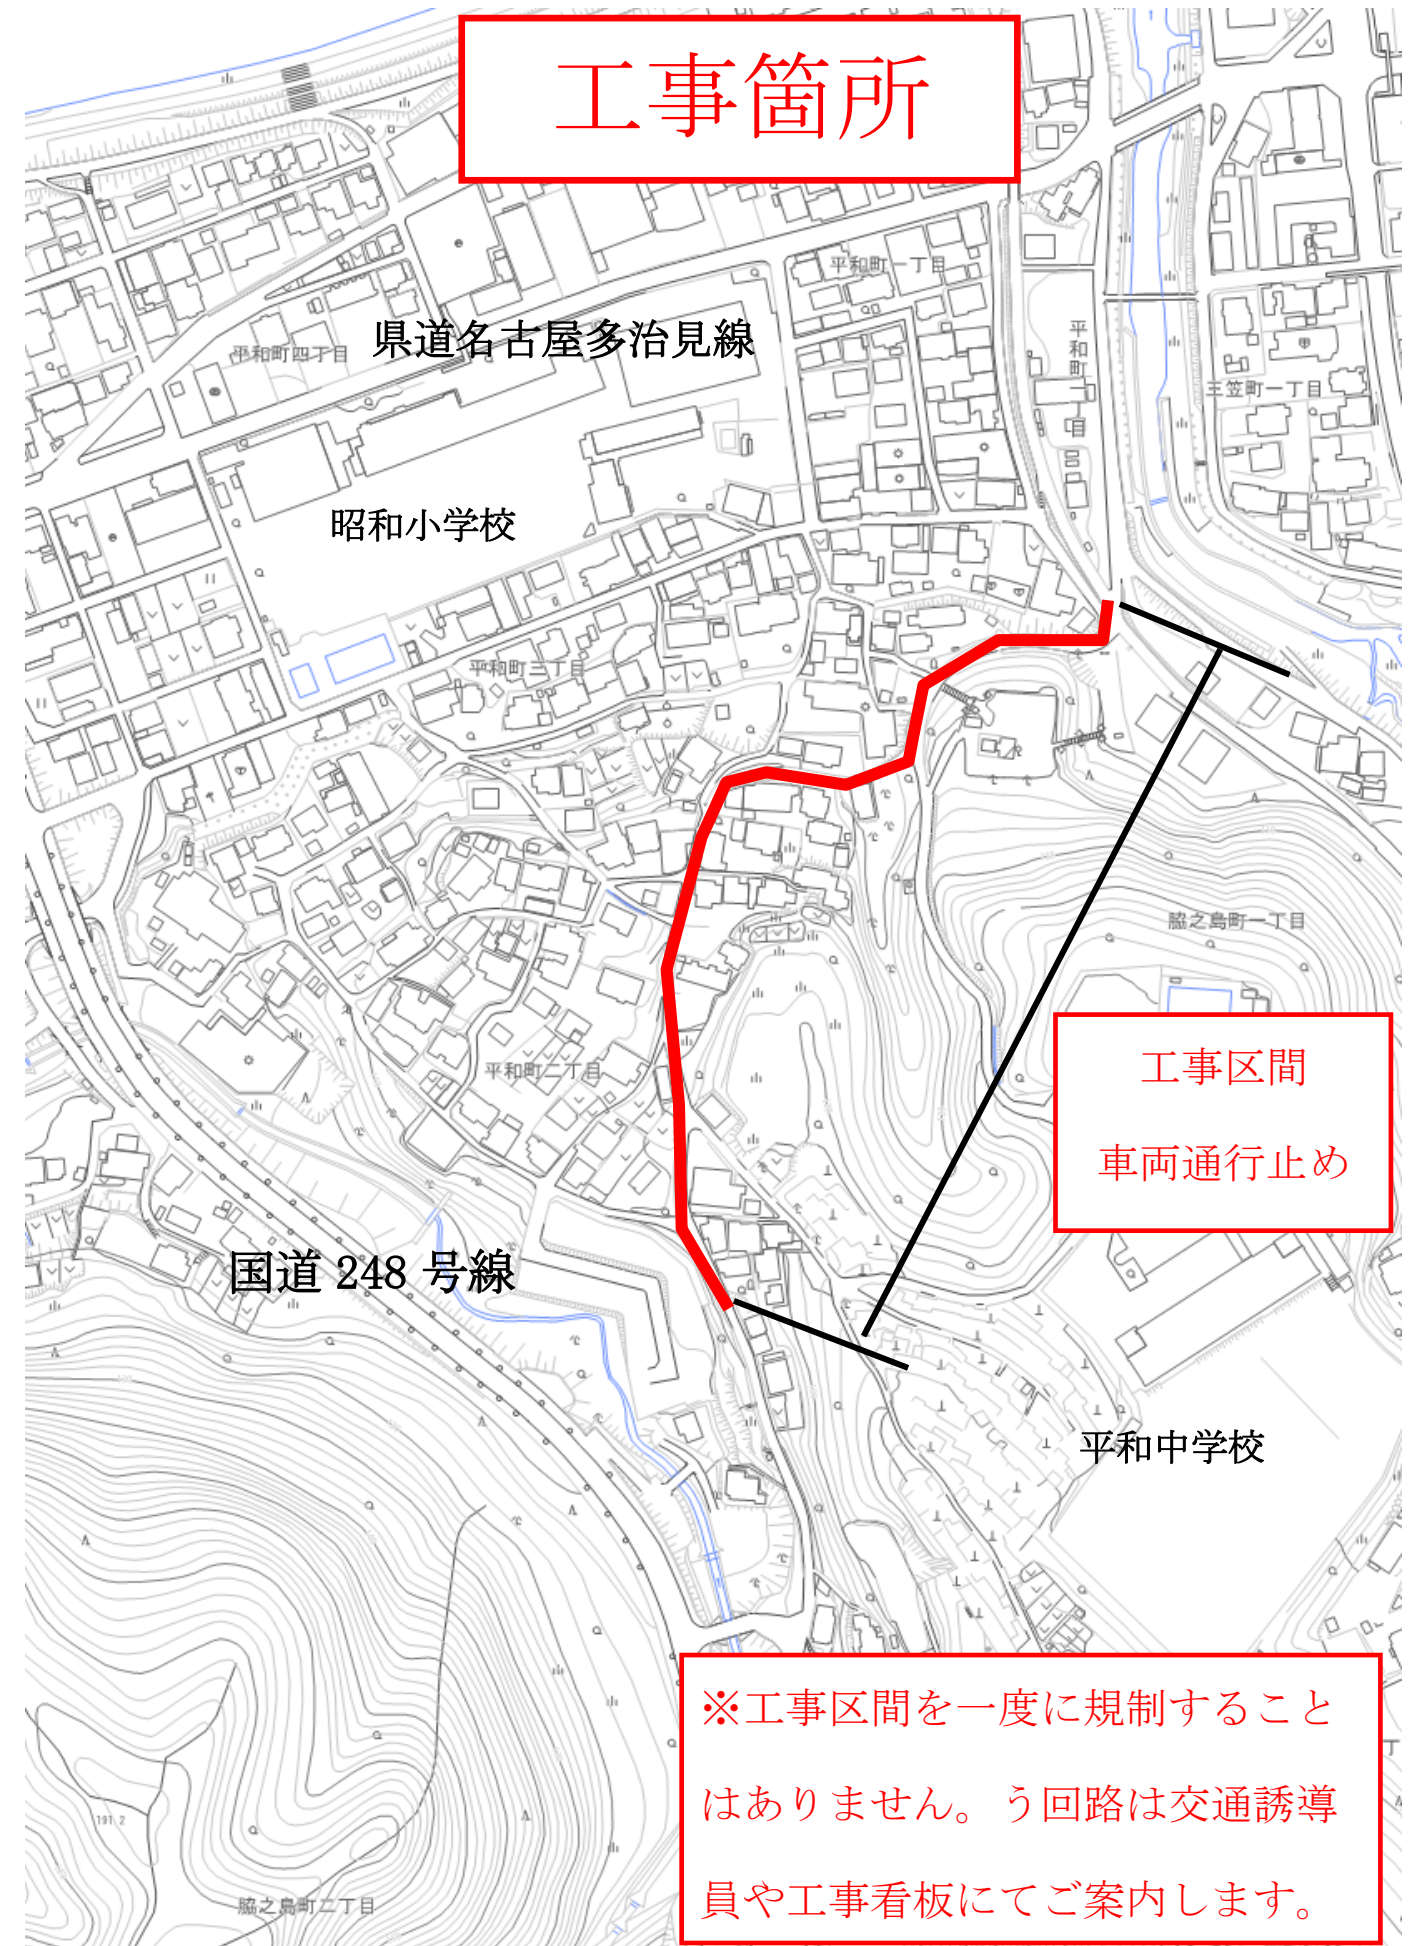 工事箇所
平和町一丁目
平和町一丁目
県道名古屋多治見線
平和町四丁目
三笠町一丁目
昭和小学校
平和町三丁目
脇之島町一丁目
工事区間
車両通行止め
平和町二丁目
国道 248 号線
平和中学校
※工事区間を一度に規制すること
はありません。う回路は交通誘導
員や工事看板にてご案内します。
191.2
脇之島町二丁目